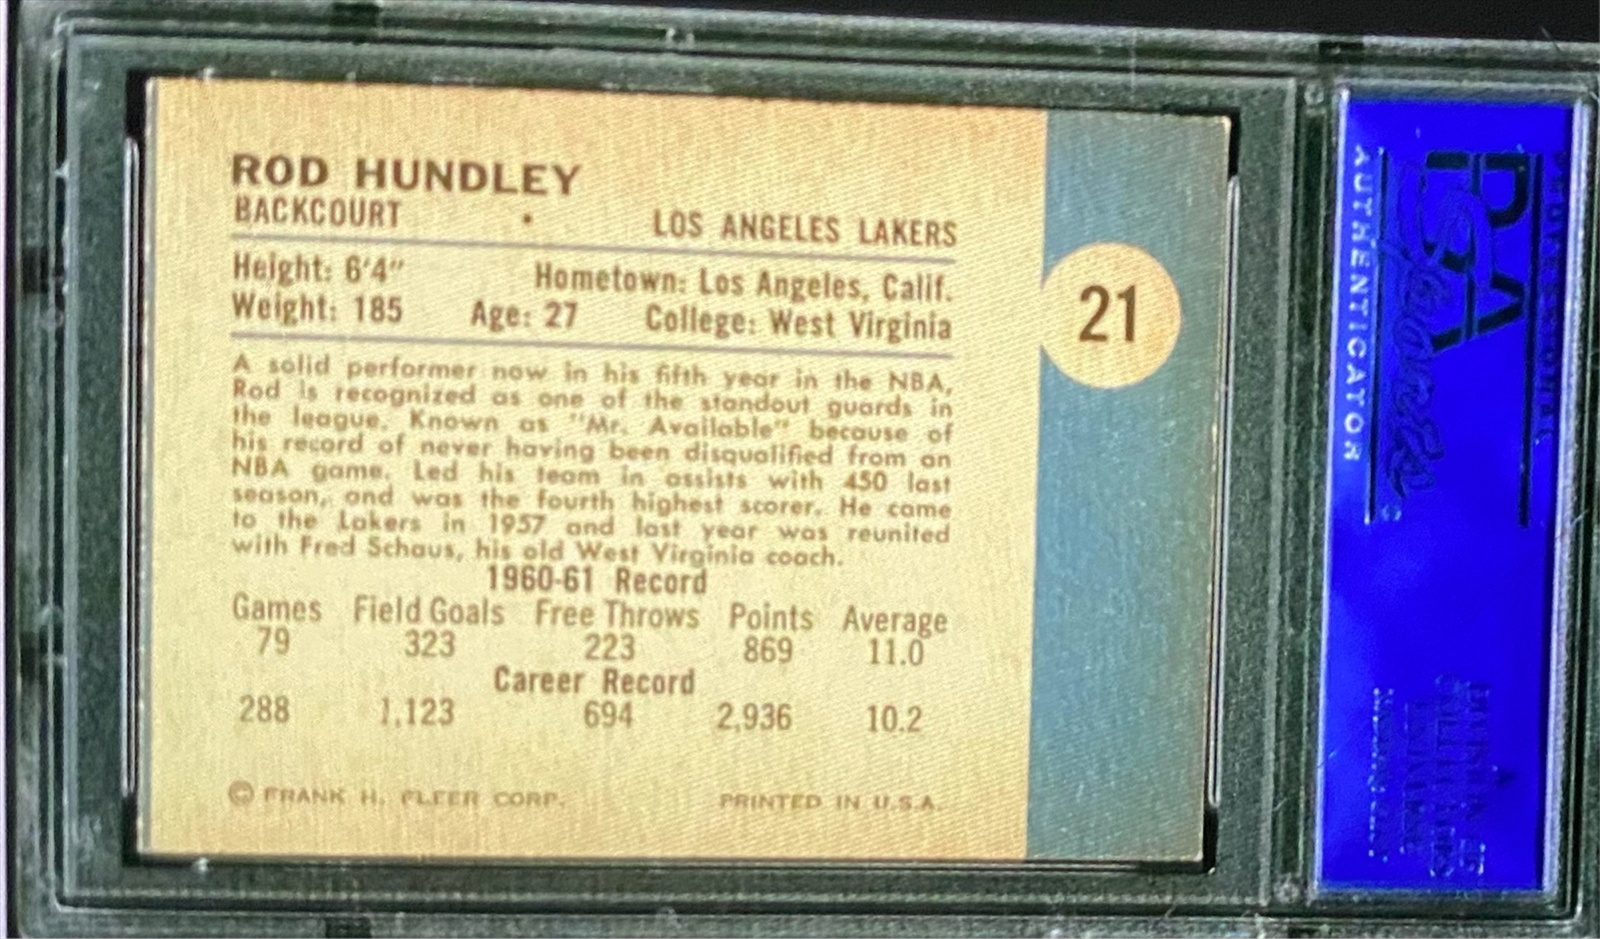 ROD HUNDLEY
BACKCOURT • LOS ANGELES LAKERS
Height: 6'4" Hometown: Los Angeles, Calif.
Weight: 185 Age: 27 College: West Virginia
A solid performer now in his fifth year in the NBA,
Rod is recognized as one of the standout guards in
the league. Known as "Mr. Available" because of
his record of never having been disqualified from an
NBA game. Led his team in assists with 450 last
season, and was the fourth highest scorer. He came
to the Lakers in 1957 and last year was reunited
with Fred Schaus, his old West Virginia coach.
1960-61 Record
Games Field Goals Free Throws Points Average
79 323 223 869 11.0
Career Record
288 1,123 694 2,936 10.2
© FRANK H. FLEER CORP. PRINTED IN U.S.A.
21
PSA
PROFESSIONAL
SPORTS
AUTHENTICATOR